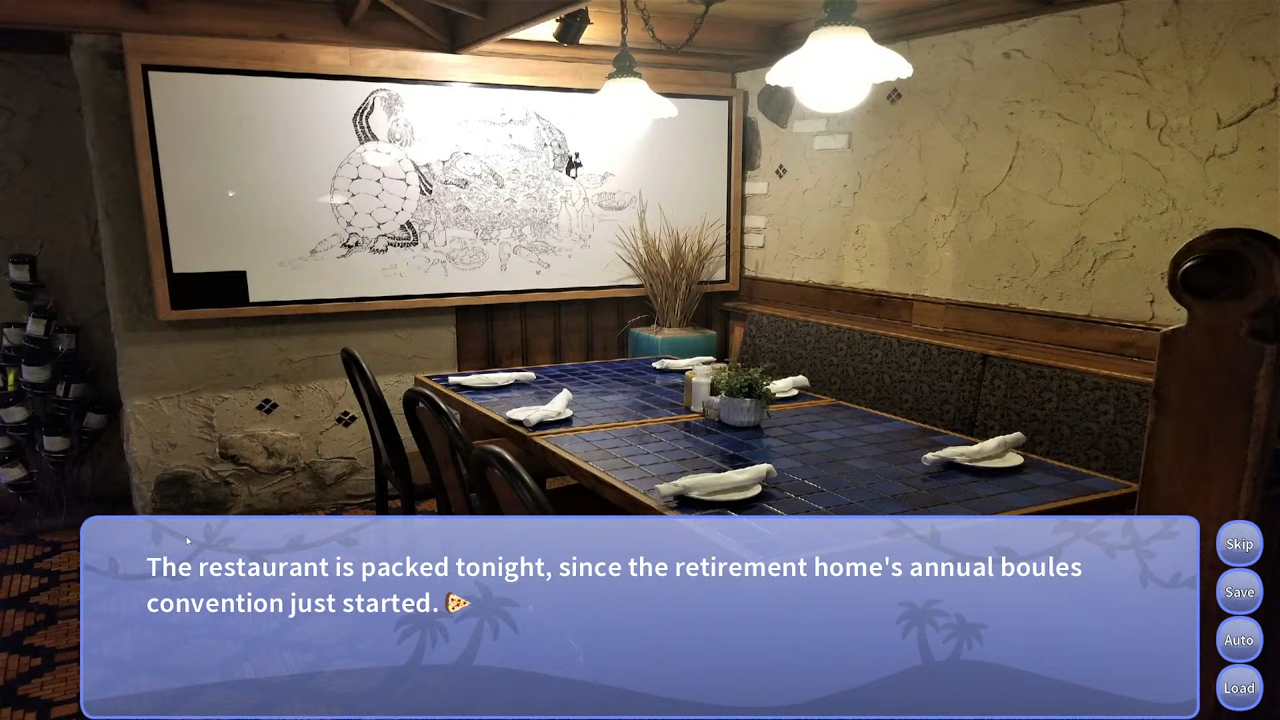 The restaurant is packed tonight, since the retirement home's annual boules
convention just started. 🍕
Skip
Save
Auto
Load